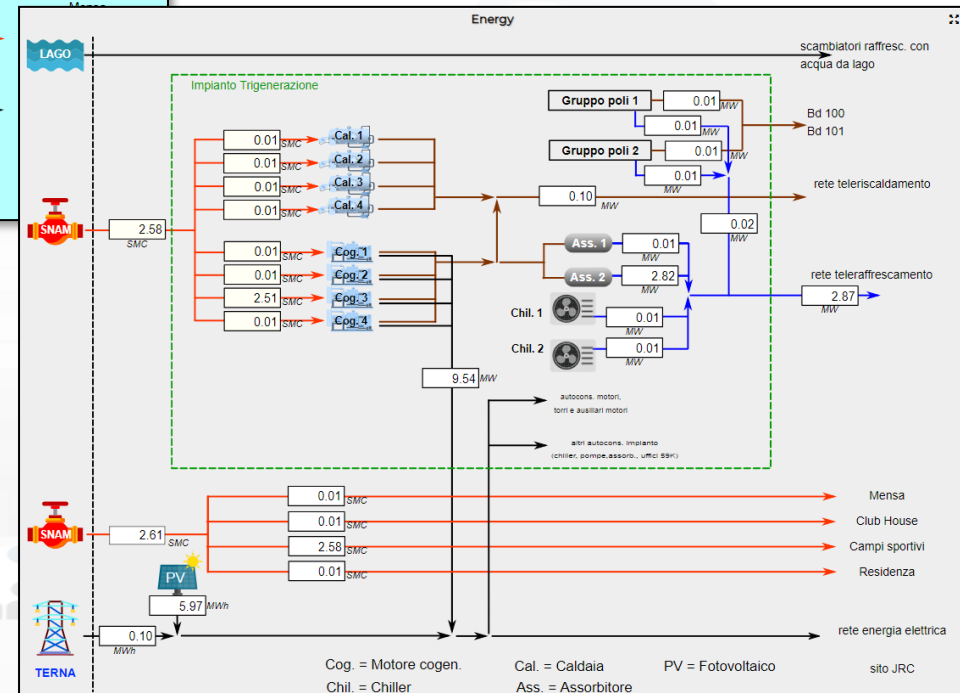 Energy
LAGO
scambiatori raffresc. con
acqua da lago
Impianto Trigenerazione
Gruppo poli 1
0.01
MW
0.01
MW
Bd 100
Bd 101
Gruppo poli 2
0.01
MW
0.01
MW
0.01
SMC
Cal. 1
0.01
SMC
Cal. 2
0.01
SMC
Cal. 3
0.01
SMC
Cal. 4
rete teleriscaldamento
0.10
MW
SNAM
2.58
SMC
0.02
MW
0.01
SMC
Cog. 1
0.01
SMC
Cog. 2
2.51
SMC
Cog. 3
0.01
SMC
Cog. 4
Ass. 1
0.01
MW
Ass. 2
2.82
MW
rete teleraffrescamento
2.87
MW
Chil. 1
0.01
MW
Chil. 2
0.01
MW
9.54
MW
autocons. motori,
torri e ausiliari motori
altri autocons. impianto
(chiller, pompe,assorb., uffici 59K)
SNAM
2.61
SMC
0.01
SMC
Mensa
0.01
SMC
Club House
2.58
SMC
Campi sportivi
0.01
SMC
Residenza
PV
5.97
MWh
0.10
MWh
TERNA
rete energia elettrica
sito JRC
Cog. = Motore cogen.
Cal. = Caldaia
PV = Fotovoltaico
Chil. = Chiller
Ass. = Assorbitore